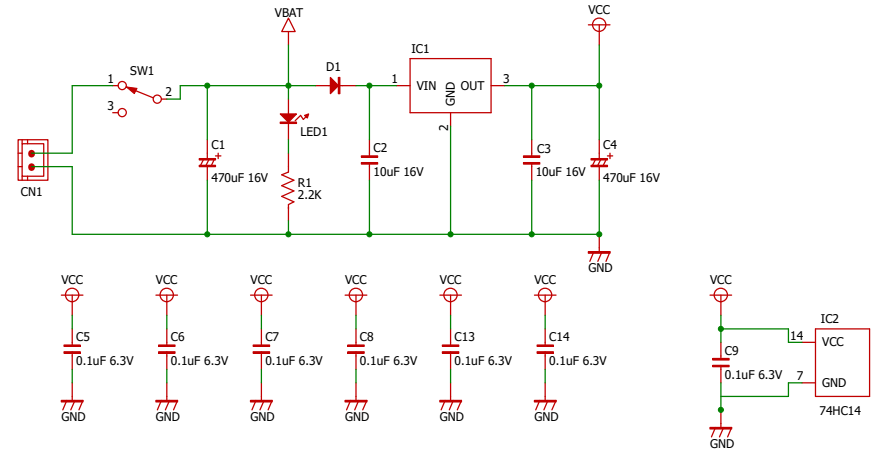 VBAT
VCC
SW1
1
2
3
D1
IC1
1
VIN
GND
OUT
3
2
LED1
C1
470uF 16V
C2
10uF 16V
R1
2.2K
C3
10uF 16V
C4
470uF 16V
CN1
GND
VCC
VCC
VCC
VCC
VCC
VCC
VCC
C5
0.1uF 6.3V
C6
0.1uF 6.3V
C7
0.1uF 6.3V
C8
0.1uF 6.3V
C13
0.1uF 6.3V
C14
0.1uF 6.3V
GND
GND
GND
GND
GND
GND
IC2
14
VCC
C9
0.1uF 6.3V
7
GND
74HC14
GND